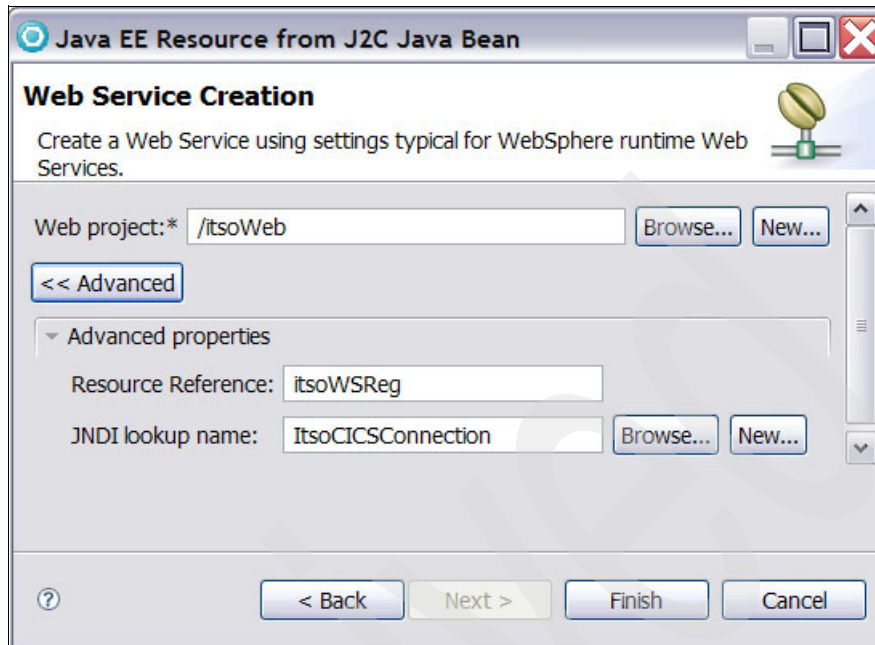 Java EE Resource from J2C Java Bean
Web Service Creation
Create a Web Service using settings typical for WebSphere runtime Web
Services.
Web project:* /itsoWeb Browse... New...
<< Advanced
Advanced properties
Resource Reference: itsoWSReg
JNDI lookup name: ItsoCICSConnection Browse... New...
? < Back Next > Finish Cancel